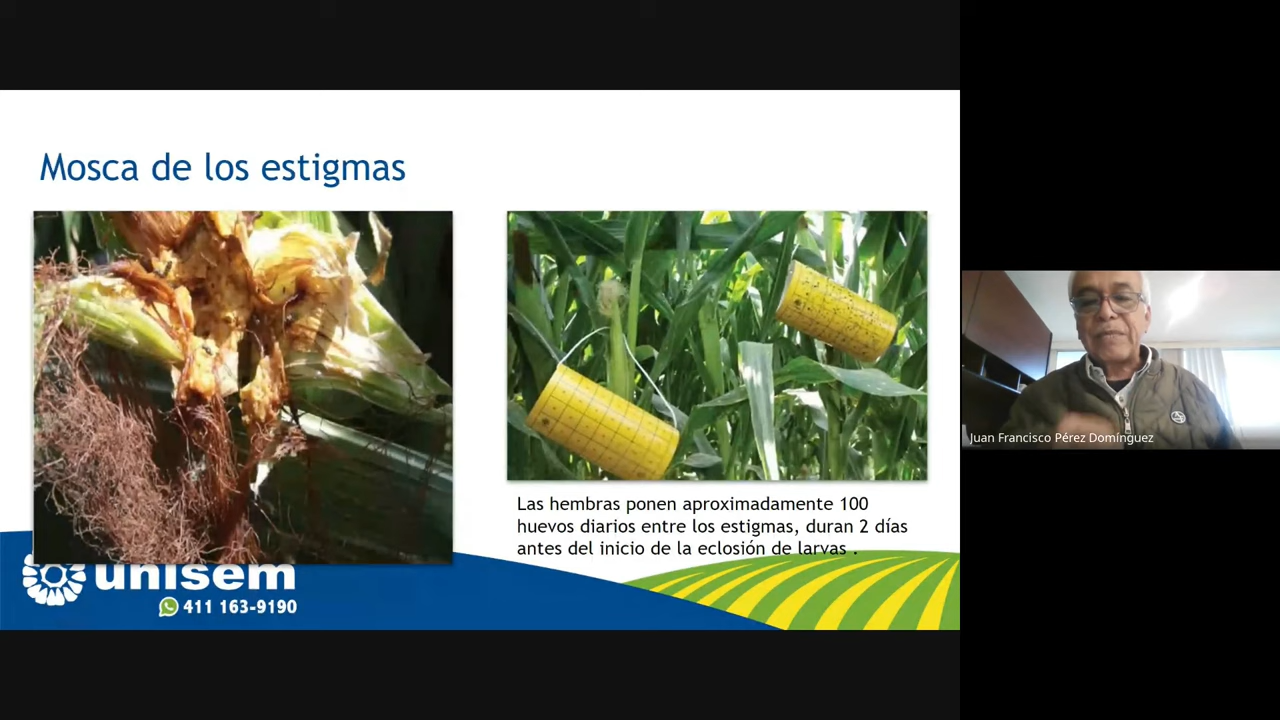 Mosca de los estigmas
Las hembras ponen aproximadamente 100
huevos diarios entre los estigmas, duran 2 días
antes del inicio de la eclosión de larvas .
unisem
411 163-9190
Juan Francisco Pérez Domínguez